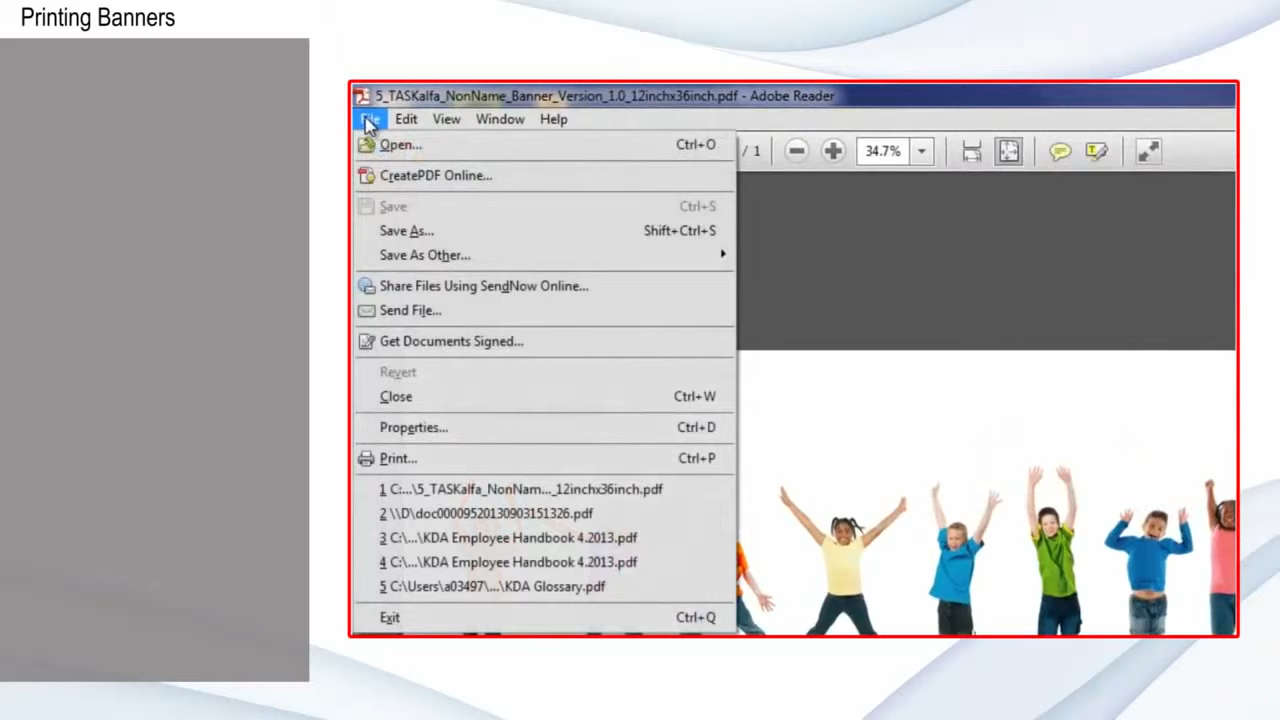 Printing Banners
5_TASKalfa_NonName_Banner_Version_1.0_12inchx36inch.pdf - Adobe Reader
File Edit View Window Help
Open... Ctrl+O
/ 1 34.7%
CreatePDF Online...
Save Ctrl+S
Save As... Shift+Ctrl+S
Save As Other...
Share Files Using SendNow Online...
Send File...
Get Documents Signed...
Revert
Close Ctrl+W
Properties... Ctrl+D
Print... Ctrl+P
1 C:...\5_TASKalfa_NonNam..._12inchx36inch.pdf
2 \\D\doc00009520130903151326.pdf
3 C:\...\KDA Employee Handbook 4.2013.pdf
4 C:\...\KDA Employee Handbook 4.2013.pdf
5 C:\Users\a03497\...\KDA Glossary.pdf
Exit Ctrl+Q